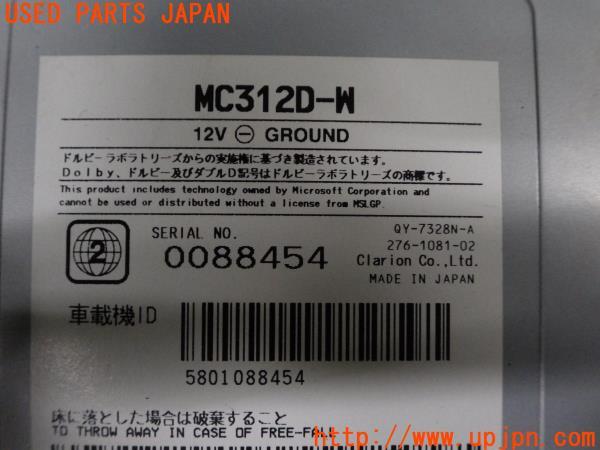 USED PARTS JAPAN
MC312D-W
12V ⊖ GROUND
ドルビーラボラトリーズからの実施権に基づき製造されています。
Dolby、ドルビー及びダブルD記号はドルビーラボラトリーズの商標です。
This product includes technology owned by Microsoft Corporation and
cannot be used or distributed without a license from MSLGP.
2
SERIAL NO.
0088454
QY-7328N-A
276-1081-02
Clarion Co.,Ltd.
MADE IN JAPAN
車載機ID
5801088454
床に落とした場合は破棄すること
TO THROW AWAY IN CASE OF FREE-FALL
http://www.upjpn.com